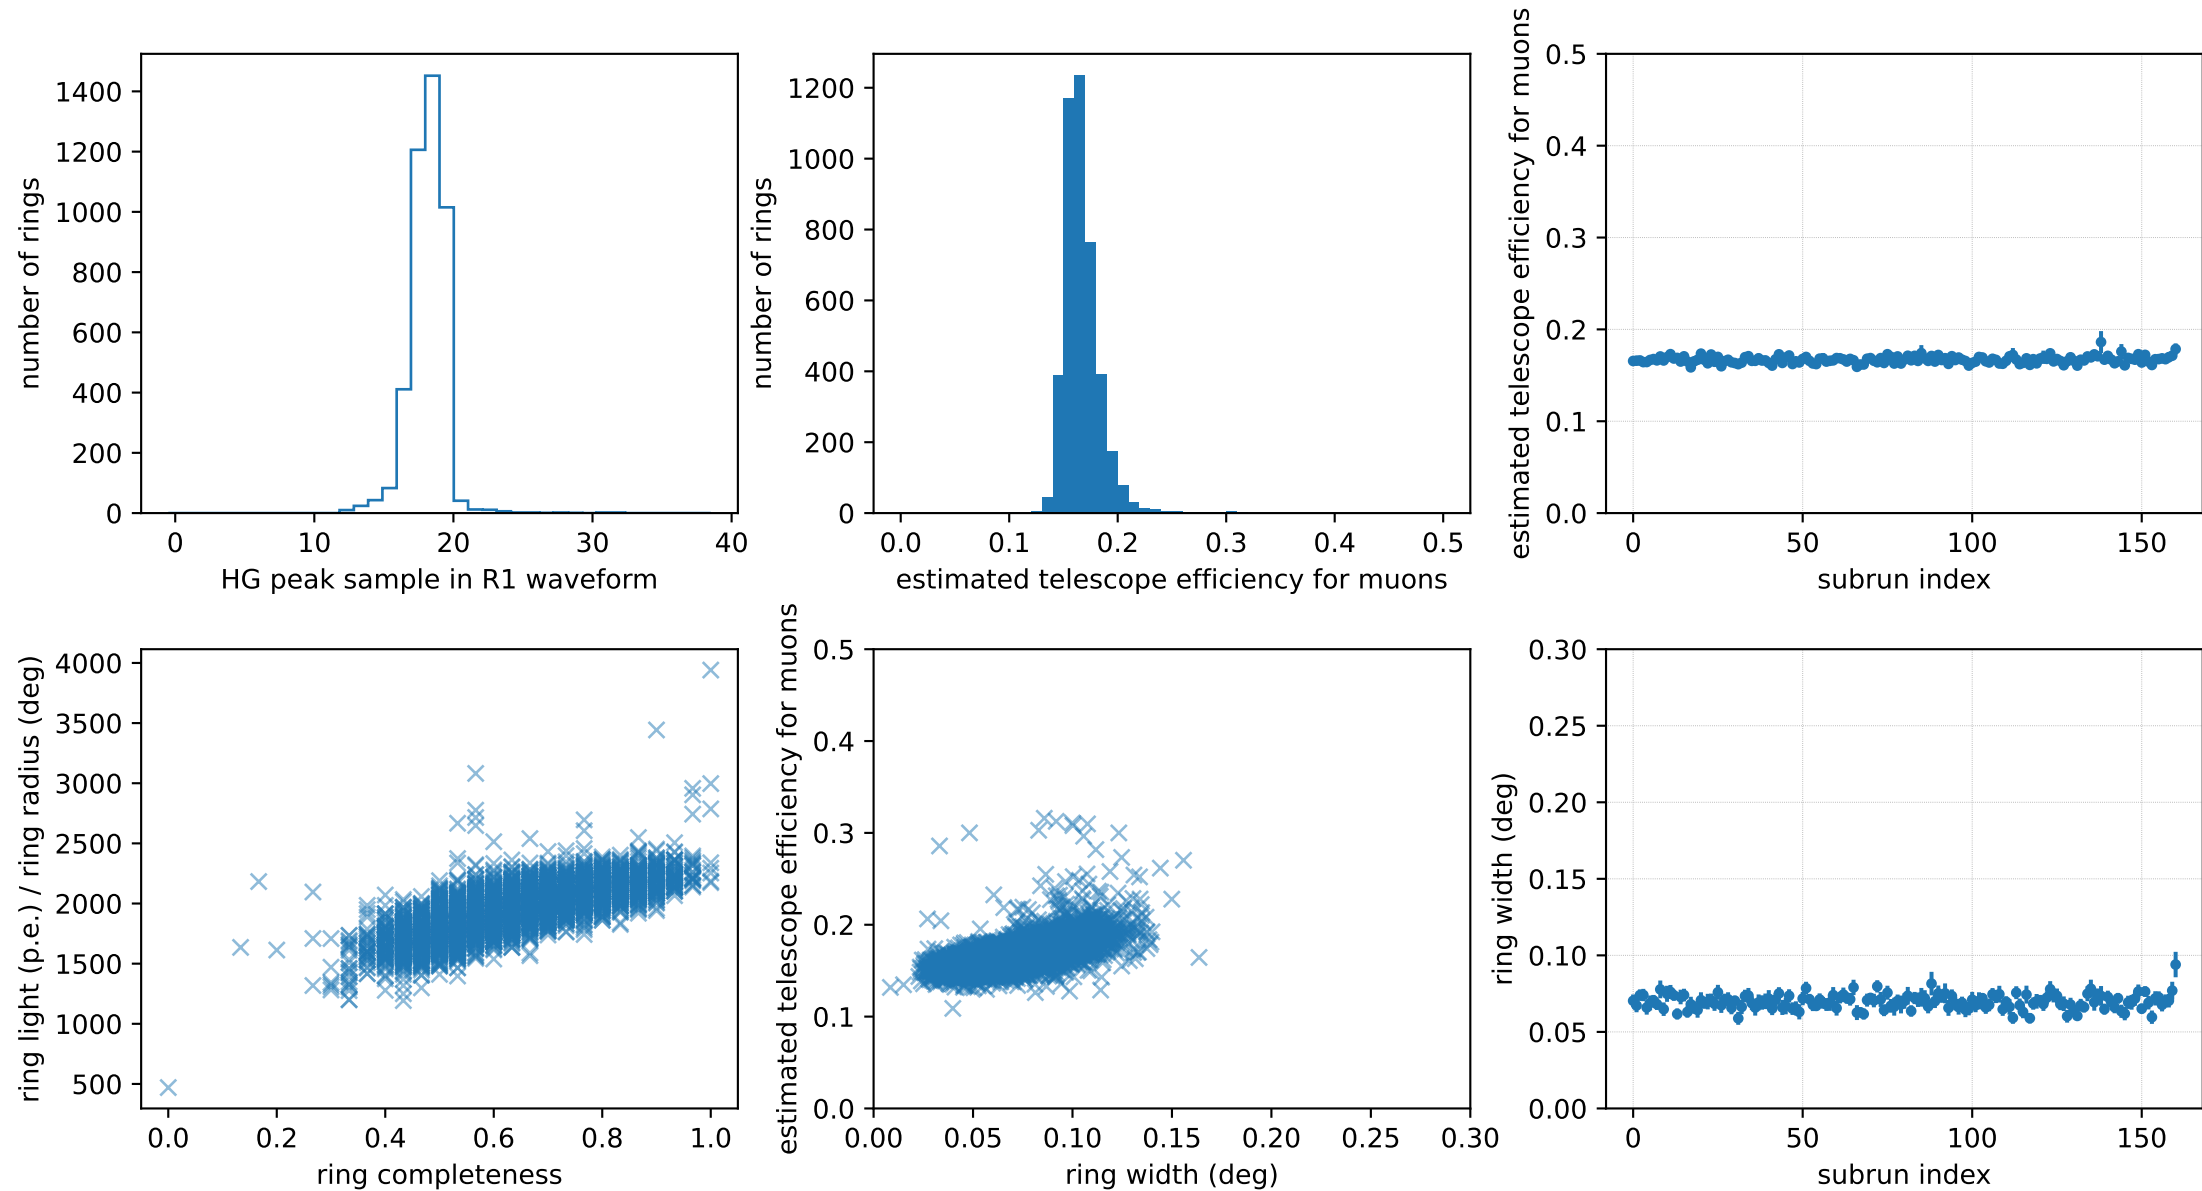 number of rings
1400
1200
1000
800
600
400
200
0
0 10 20 30 40
HG peak sample in R1 waveform
number of rings
1200
1000
800
600
400
200
0
0.0 0.1 0.2 0.3 0.4 0.5
estimated telescope efficiency for muons
estimated telescope efficiency for muons
0.5
0.4
0.3
0.2
0.1
0.0
0 50 100 150
subrun index
ring light (p.e.) / ring radius (deg)
4000
3500
3000
2500
2000
1500
1000
500
0.0 0.2 0.4 0.6 0.8 1.0
ring completeness
estimated telescope efficiency for muons
0.5
0.4
0.3
0.2
0.1
0.0
0.00 0.05 0.10 0.15 0.20 0.25 0.30
ring width (deg)
ring width (deg)
0.30
0.25
0.20
0.15
0.10
0.05
0.00
0 50 100 150
subrun index